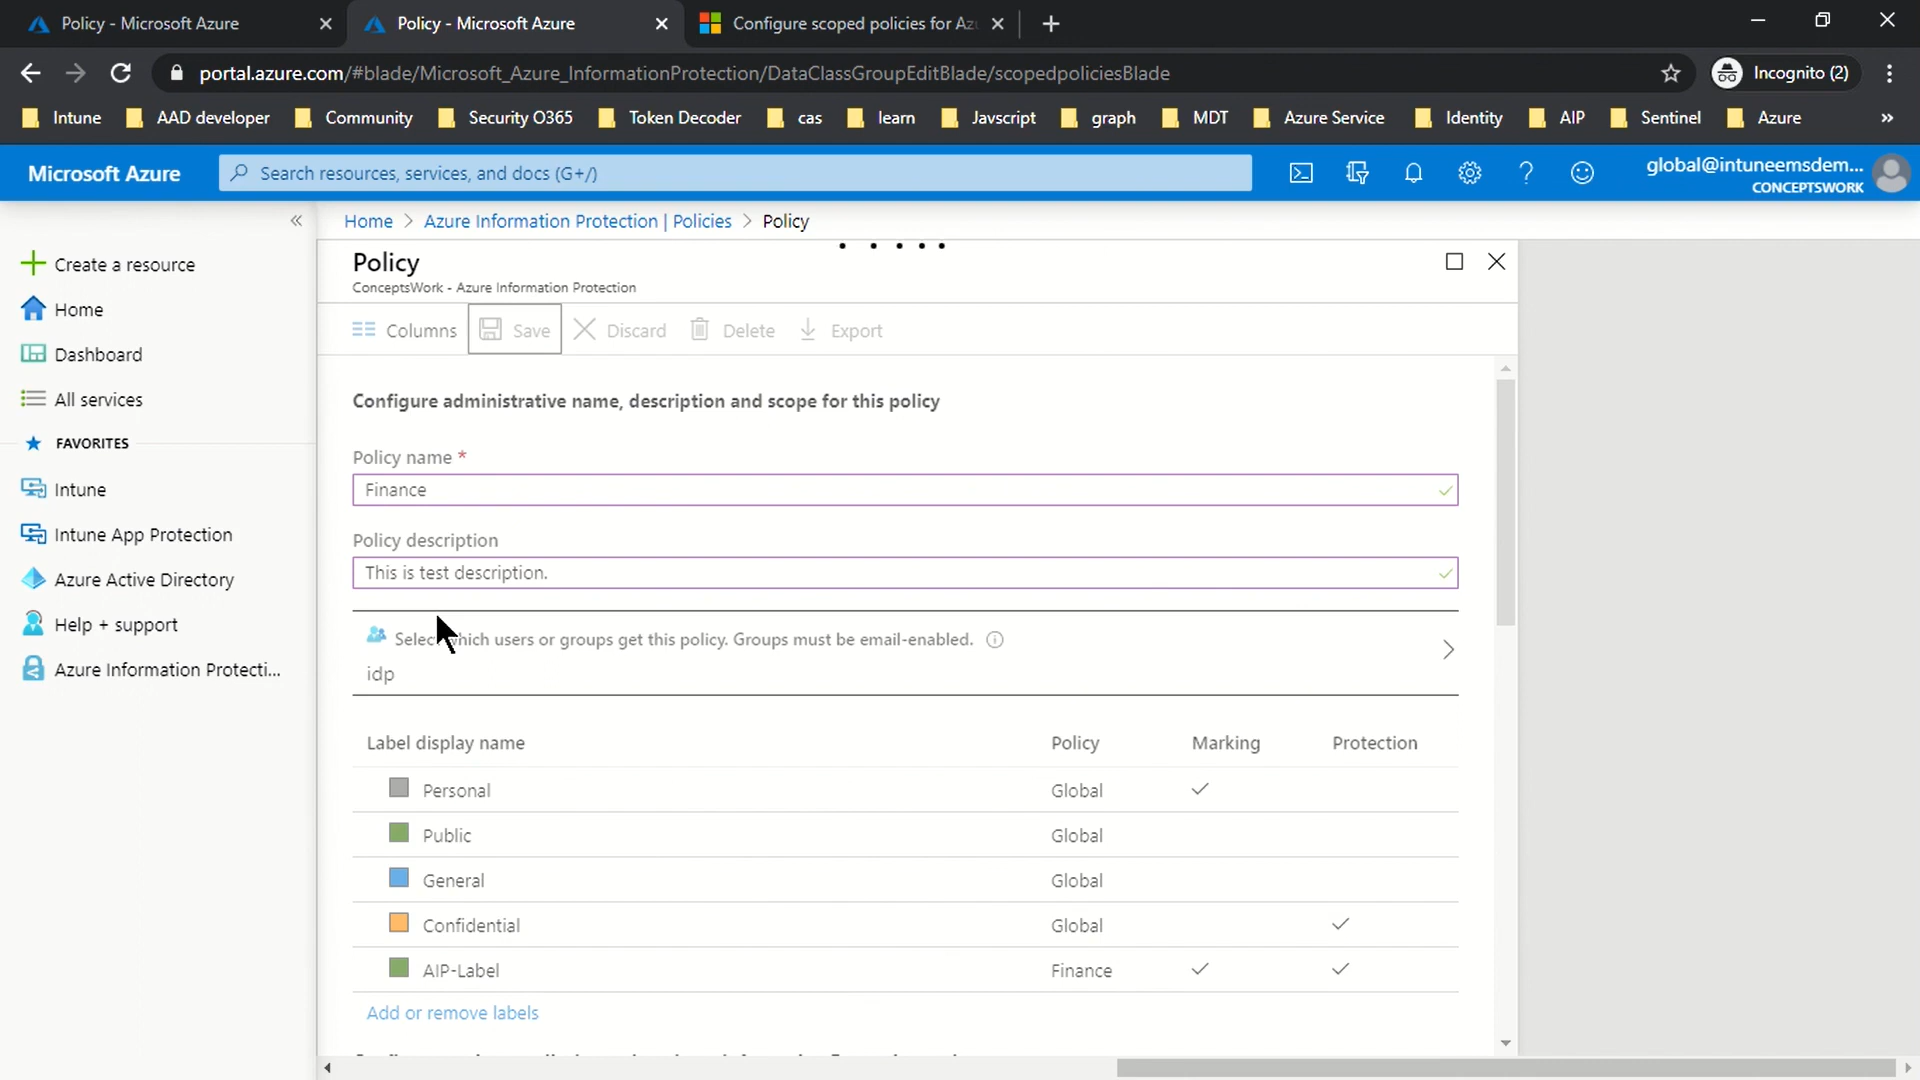 Policy - Microsoft Azure
Policy - Microsoft Azure
Configure scoped policies for Az
portal.azure.com/#blade/Microsoft_Azure_InformationProtection/DataClassGroupEditBlade/scopedpoliciesBlade
Incognito (2)
Intune
AAD developer
Community
Security O365
Token Decoder
cas
learn
Javscript
graph
MDT
Azure Service
Identity
AIP
Sentinel
Azure
»
Microsoft Azure
Search resources, services, and docs (G+/)
global@intuneemsdem...
CONCEPTSWORK
Home > Azure Information Protection | Policies > Policy
Create a resource
Home
Dashboard
All services
FAVORITES
Intune
Intune App Protection
Azure Active Directory
Help + support
Azure Information Protecti...
Policy
ConceptsWork - Azure Information Protection
Columns
Save
Discard
Delete
Export
Configure administrative name, description and scope for this policy
Policy name *
Finance
Policy description
This is test description.
Select which users or groups get this policy. Groups must be email-enabled.
idp
Label display name Policy Marking Protection
Personal Global
Public Global
General Global
Confidential Global
AIP-Label Finance
Add or remove labels